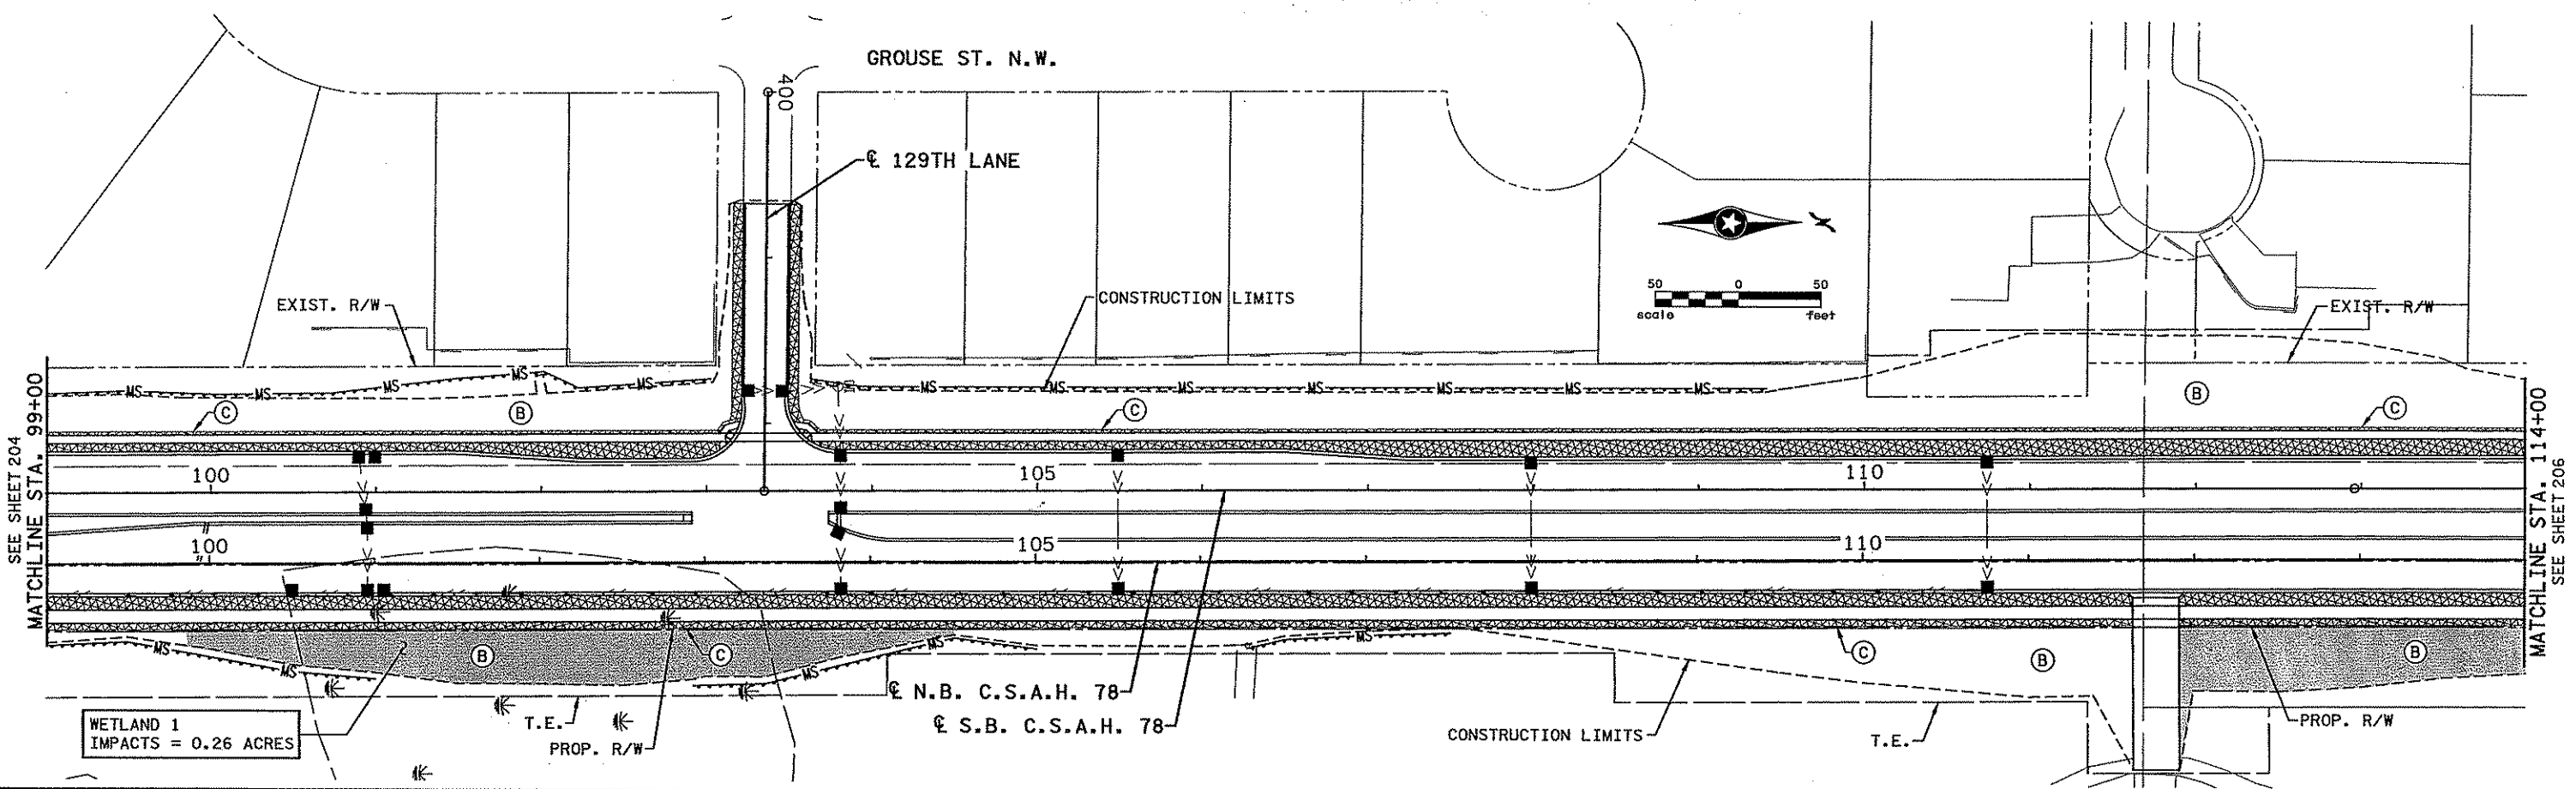 GROUSE ST. N.W.
400
℄ 129TH LANE
EXIST. R/W
CONSTRUCTION LIMITS
50 0 50
scale feet
EXIST. R/W
MS MS MS MS MS
MS MS MS MS MS MS MS
C B C B C
SEE SHEET 204
MATCHLINE STA. 99+00
MATCHLINE STA. 114+00
SEE SHEET 206
100 105 110
100 105 110
MS MS MS MS
B C C B B
WETLAND 1
IMPACTS = 0.26 ACRES
T.E.
PROP. R/W
℄ N.B. C.S.A.H. 78
℄ S.B. C.S.A.H. 78
CONSTRUCTION LIMITS
T.E.
PROP. R/W